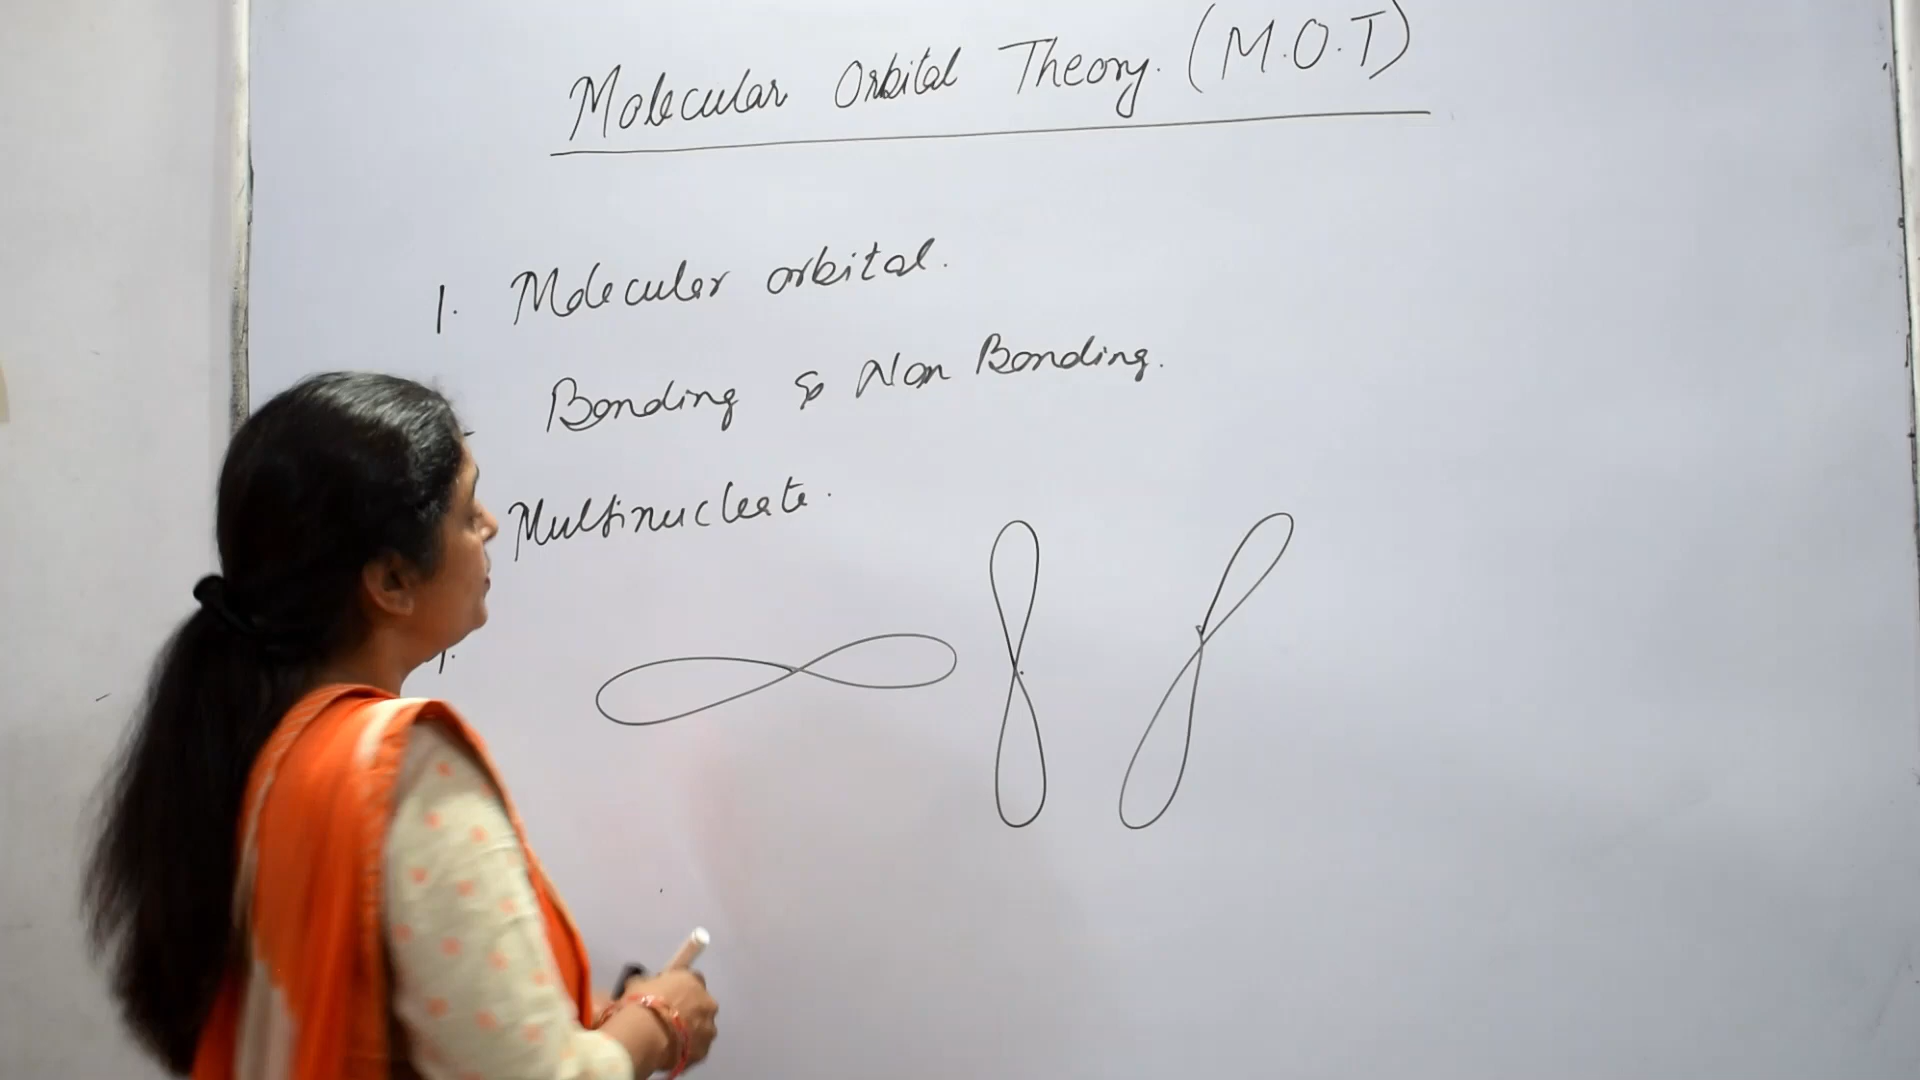 Molecular Orbital Theory. (M.O.T)
1. Molecular orbital.
Bonding & Non Bonding.
Multinucleate.